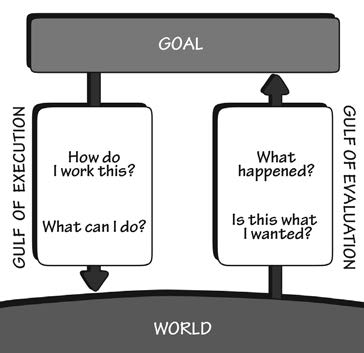 GOAL
GULF OF EXECUTION
How do
I work this?
What can I do?
What
happened?
Is this what
I wanted?
GULF OF EVALUATION
WORLD